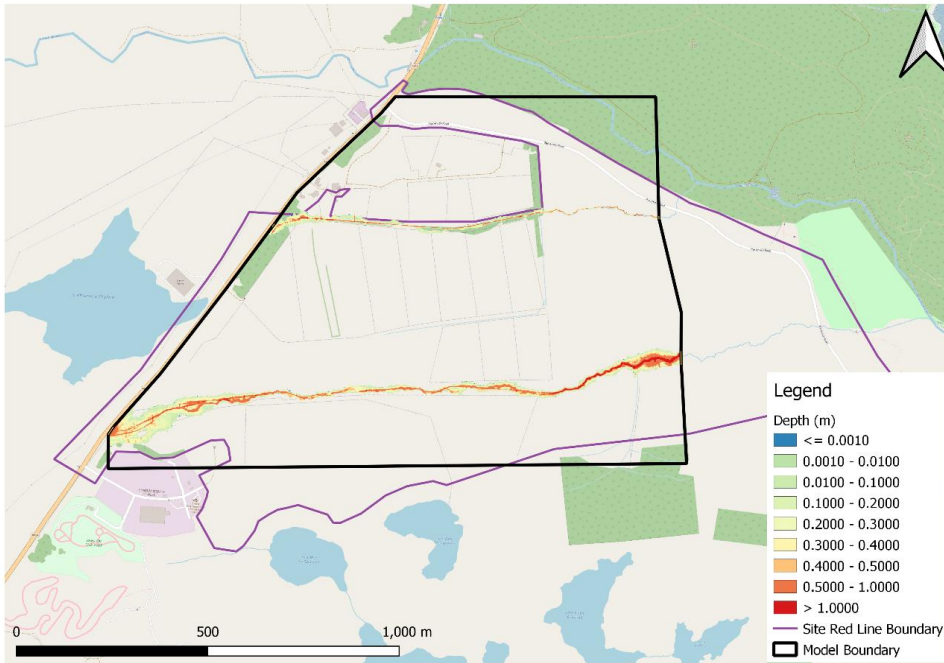 Legend
Depth (m)
<= 0.0010
0.0010 - 0.0100
0.0100 - 0.1000
0.1000 - 0.2000
0.2000 - 0.3000
0.3000 - 0.4000
0.4000 - 0.5000
0.5000 - 1.0000
> 1.0000
Site Red Line Boundary
Model Boundary
0 500 1,000 m